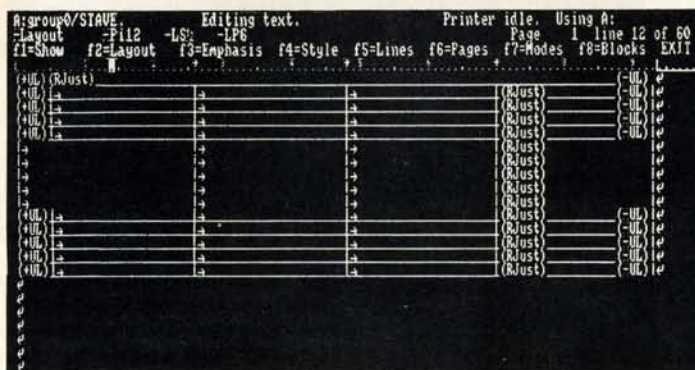 A:group0/STAVE. Editing text. Printer idle. Using A:
-Layout -Pi12 -LS½ -LP6 Page 1 line 12 of 60
f1=Show f2=Layout f3=Emphasis f4=Style f5=Lines f6=Pages f7=Modes f8=Blocks EXIT
(+UL)(RJust) (-UL)
(+UL) (RJust) (-UL)
(+UL) (RJust) (-UL)
(+UL) (RJust) (-UL)
(+UL) (RJust) (-UL)
(RJust)
(RJust)
(RJust)
(RJust)
(RJust)
(+UL) (RJust) (-UL)
(+UL) (RJust) (-UL)
(+UL) (RJust) (-UL)
(+UL) (RJust) (-UL)
(+UL) (RJust) (-UL)